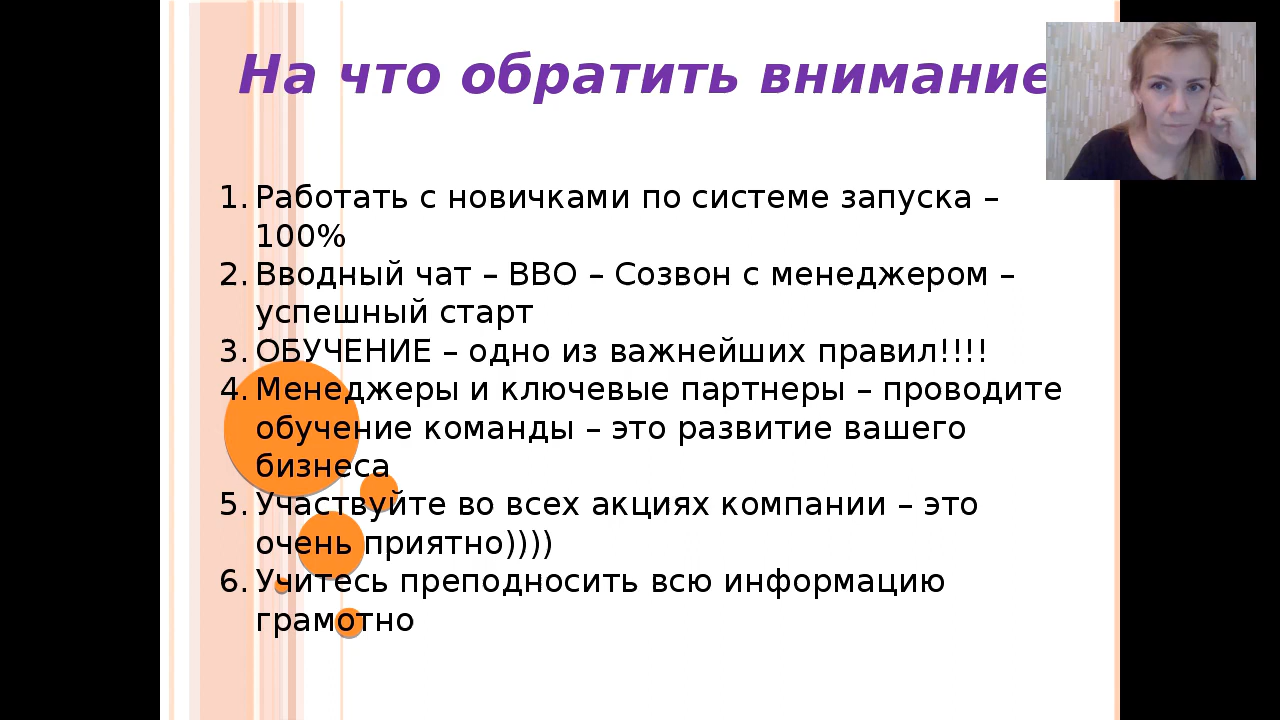 На что обратить внимание
1. Работать с новичками по системе запуска –
100%
2. Вводный чат – ВВО – Созвон с менеджером –
успешный старт
3. ОБУЧЕНИЕ – одно из важнейших правил!!!!
4. Менеджеры и ключевые партнеры – проводите
обучение команды – это развитие вашего
бизнеса
5. Участвуйте во всех акциях компании – это
очень приятно))))
6. Учитесь преподносить всю информацию
грамотно